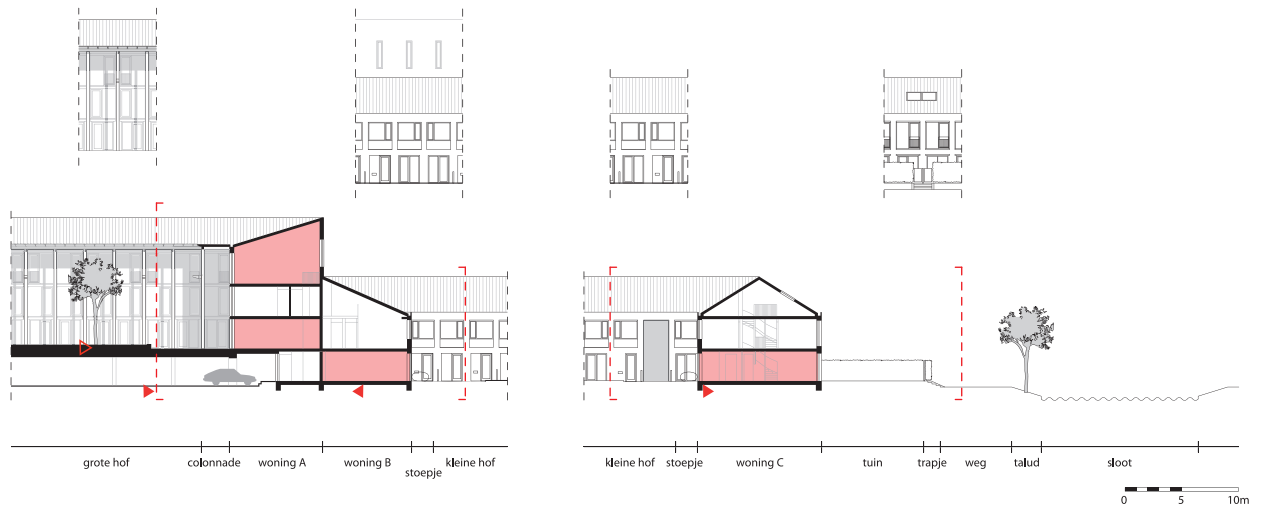 grote hof colonnade woning A woning B stoepje kleine hof
kleine hof stoepje woning C tuin trapje weg talud sloot
0 5 10m